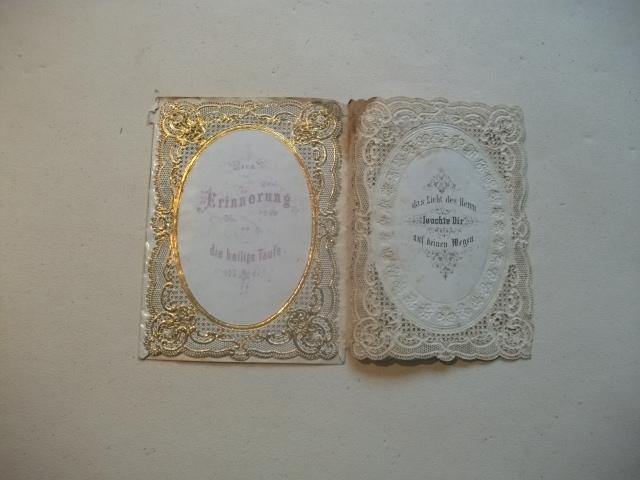 Erinnerung
die heilige Taufe
das Licht des Herrn
leuchte Dir
auf deinen Wegen